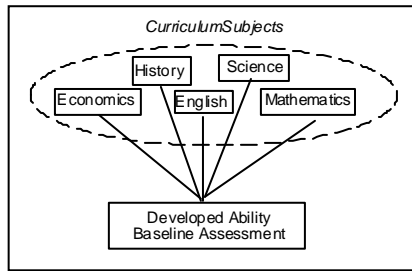 CurriculumSubjects
History
Science
Economics
English
Mathematics
Developed Ability
Baseline Assessment